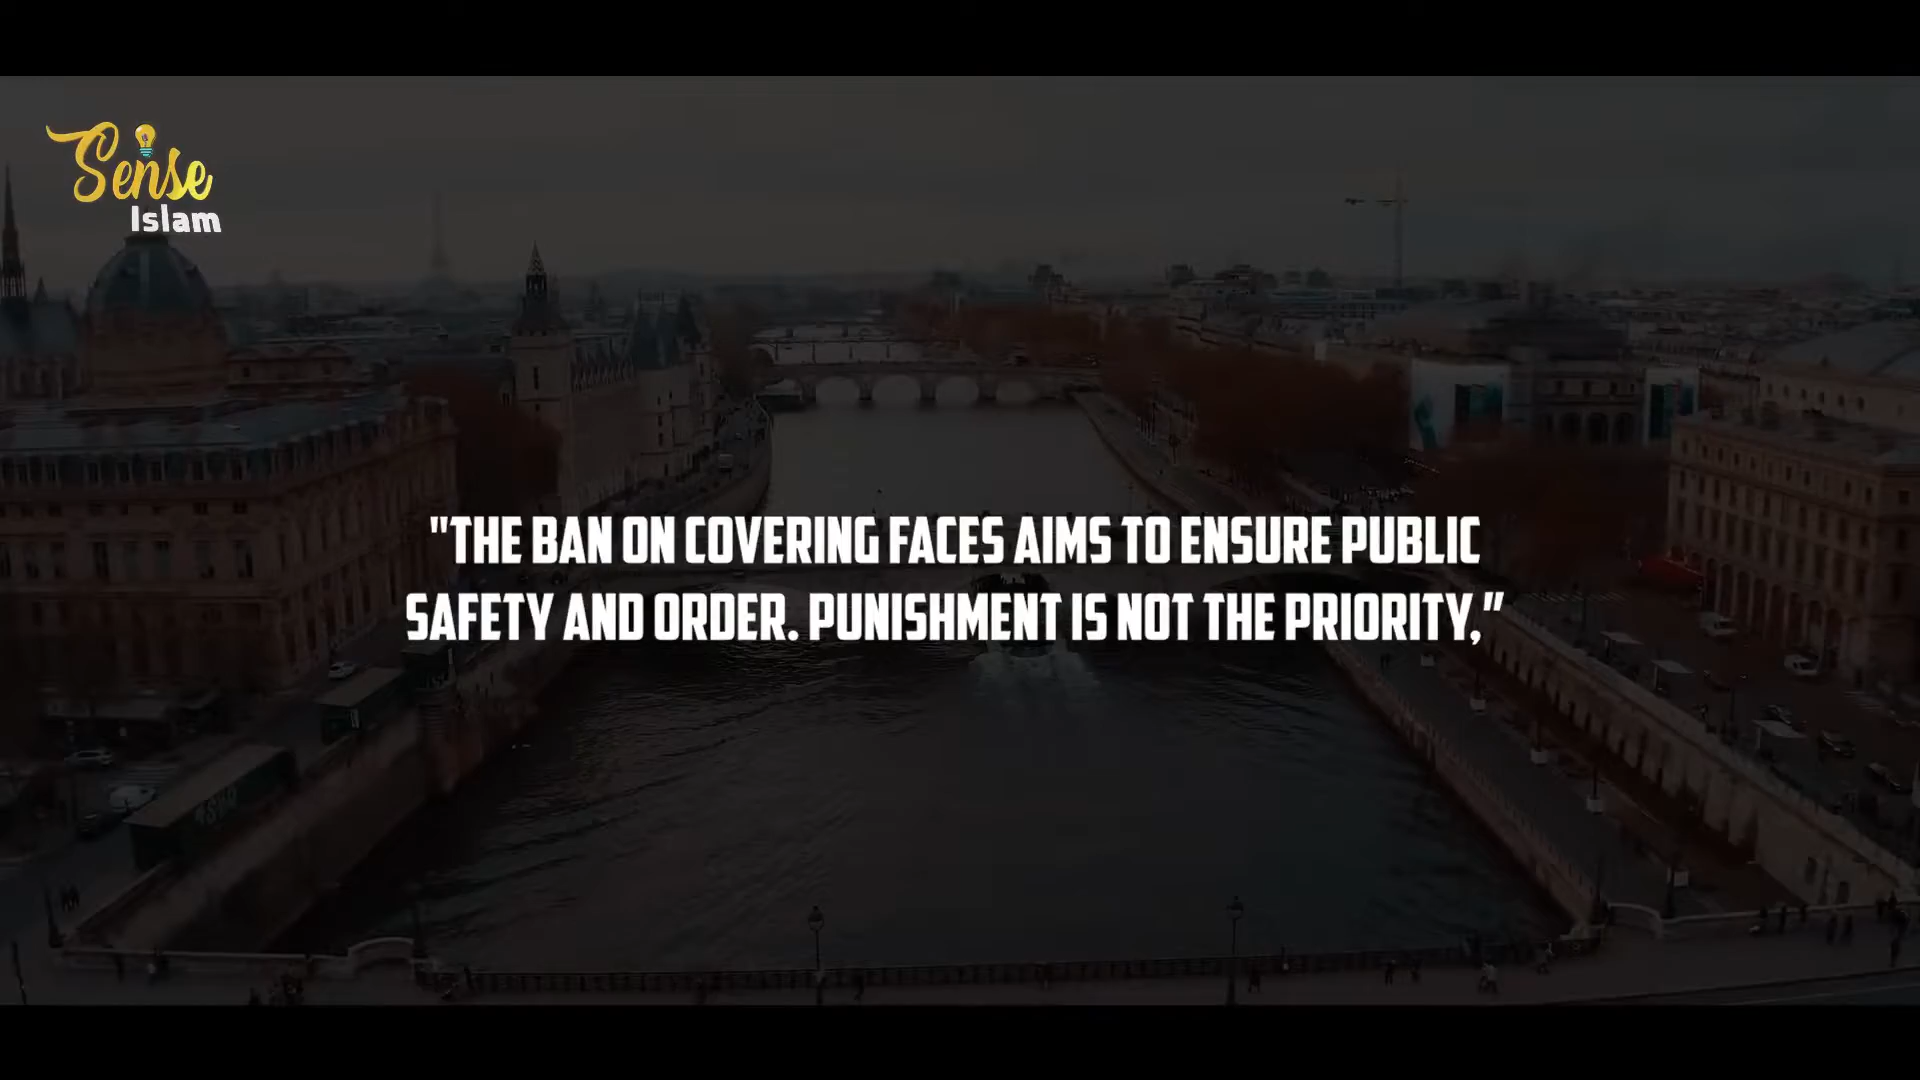 Sense
Islam
"THE BAN ON COVERING FACES AIMS TO ENSURE PUBLIC
SAFETY AND ORDER. PUNISHMENT IS NOT THE PRIORITY,"